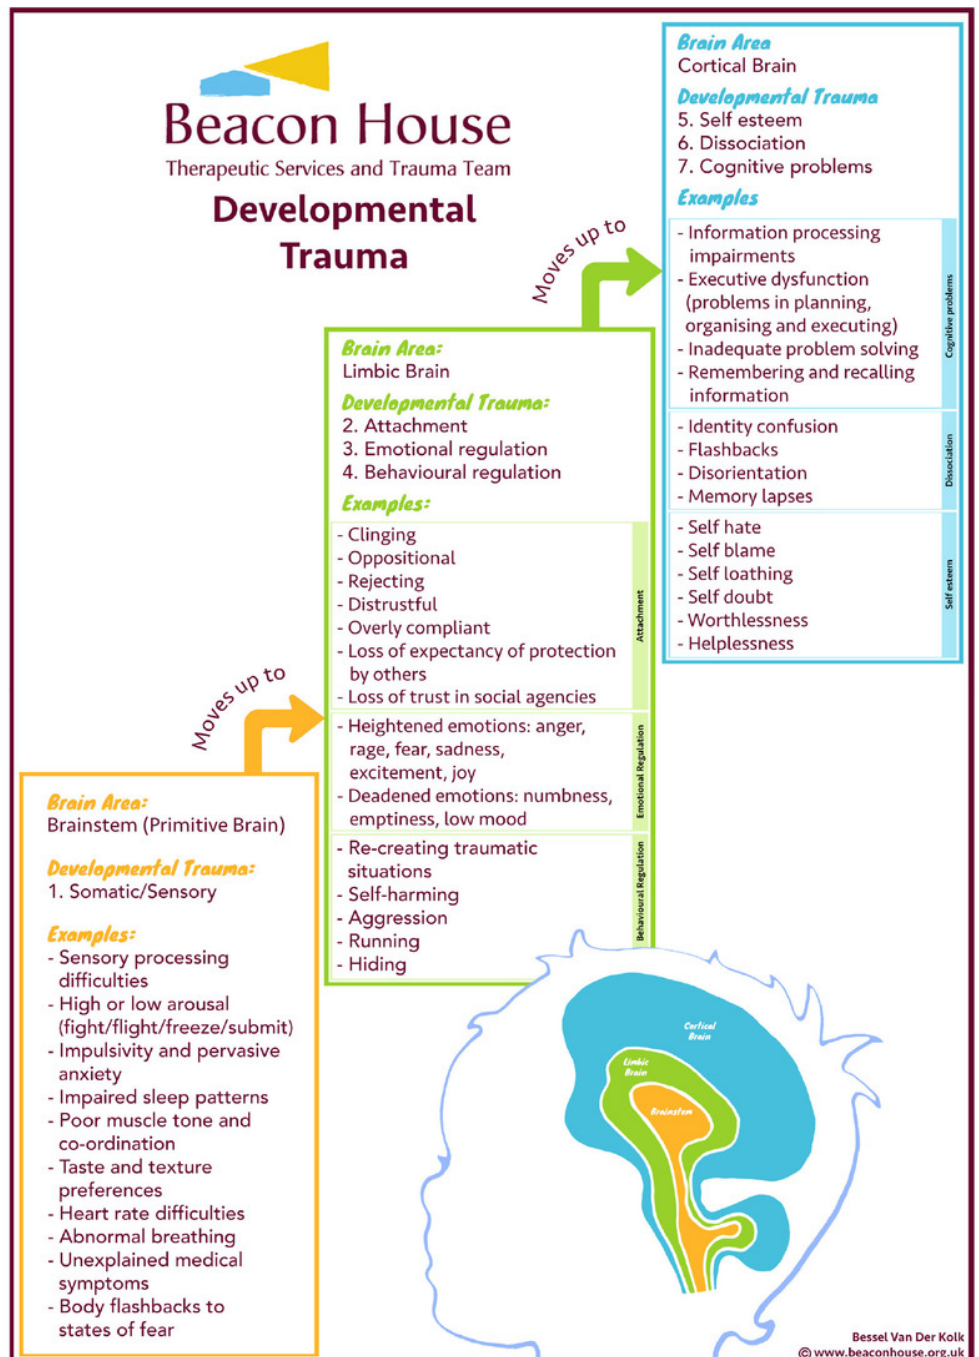 Beacon House
Therapeutic Services and Trauma Team
Developmental
Trauma
Brain Area:
Brainstem (Primitive Brain)
Developmental Trauma:
1. Somatic/Sensory
Examples:
- Sensory processing
difficulties
- High or low arousal
(fight/flight/freeze/submit)
- Impulsivity and pervasive
anxiety
- Impaired sleep patterns
- Poor muscle tone and
co-ordination
- Taste and texture
preferences
- Heart rate difficulties
- Abnormal breathing
- Unexplained medical
symptoms
- Body flashbacks to
states of fear
Moves up to
Brain Area:
Limbic Brain
Developmental Trauma:
2. Attachment
3. Emotional regulation
4. Behavioural regulation
Examples:
- Clinging
- Oppositional
- Rejecting
- Distrustful
- Overly compliant
- Loss of expectancy of protection
by others
- Loss of trust in social agencies
Attachment
- Heightened emotions: anger,
rage, fear, sadness,
excitement, joy
- Deadened emotions: numbness,
emptiness, low mood
Emotional Regulation
- Re-creating traumatic
situations
- Self-harming
- Aggression
- Running
- Hiding
Behavioural Regulation
Moves up to
Brain Area
Cortical Brain
Developmental Trauma
5. Self esteem
6. Dissociation
7. Cognitive problems
Examples
- Information processing
impairments
- Executive dysfunction
(problems in planning,
organising and executing)
- Inadequate problem solving
- Remembering and recalling
information
Cognitive problems
- Identity confusion
- Flashbacks
- Disorientation
- Memory lapses
Dissociation
- Self hate
- Self blame
- Self loathing
- Self doubt
- Worthlessness
- Helplessness
Self esteem
Cortical
Brain
Limbic
Brain
Brainstem
Bessel Van Der Kolk
© www.beaconhouse.org.uk